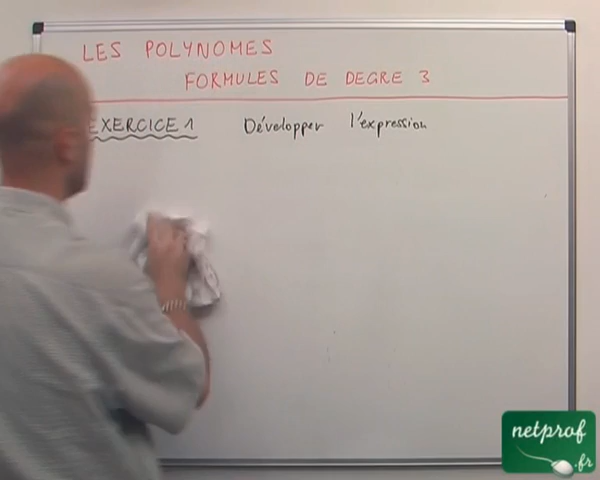 LES POLYNOMES
FORMULES DE DEGRE 3
EXERCICE 1 Développer l'expression
netprof
.fr